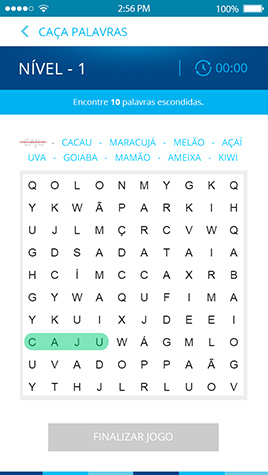 2:56 PM 100%
CAÇA PALAVRAS
NÍVEL - 1 00:00
Encontre 10 palavras escondidas.
CAJU - CACAU - MARACUJÁ - MELÃO - AÇAÍ
UVA - GOIABA - MAMÃO - AMEIXA - KIWI
Q O L O N M Y G K Q
Y K W Ã P A R K I H
U J L M Ç R C V W Q
G D S A D A T A I A
H C Í M C C A X R B
G Y W A Q U F I M A
Y K U I X J D E E I
C A J U W Á G M L O
U V A D O P P A Ã G
Y T H J L R L U O V
FINALIZAR JOGO